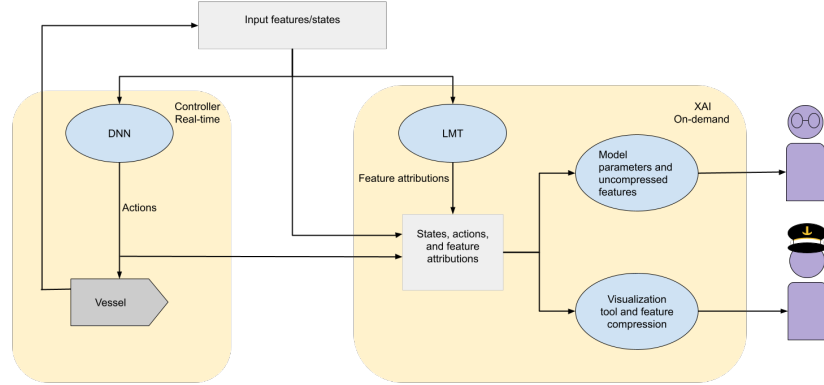 Input features/states
Controller
Real-time
XAI
On-demand
DNN
LMT
Model
parameters and
uncompressed
features
Feature attributions
Actions
States, actions,
and feature
attributions
Vessel
Visualization
tool and feature
compression